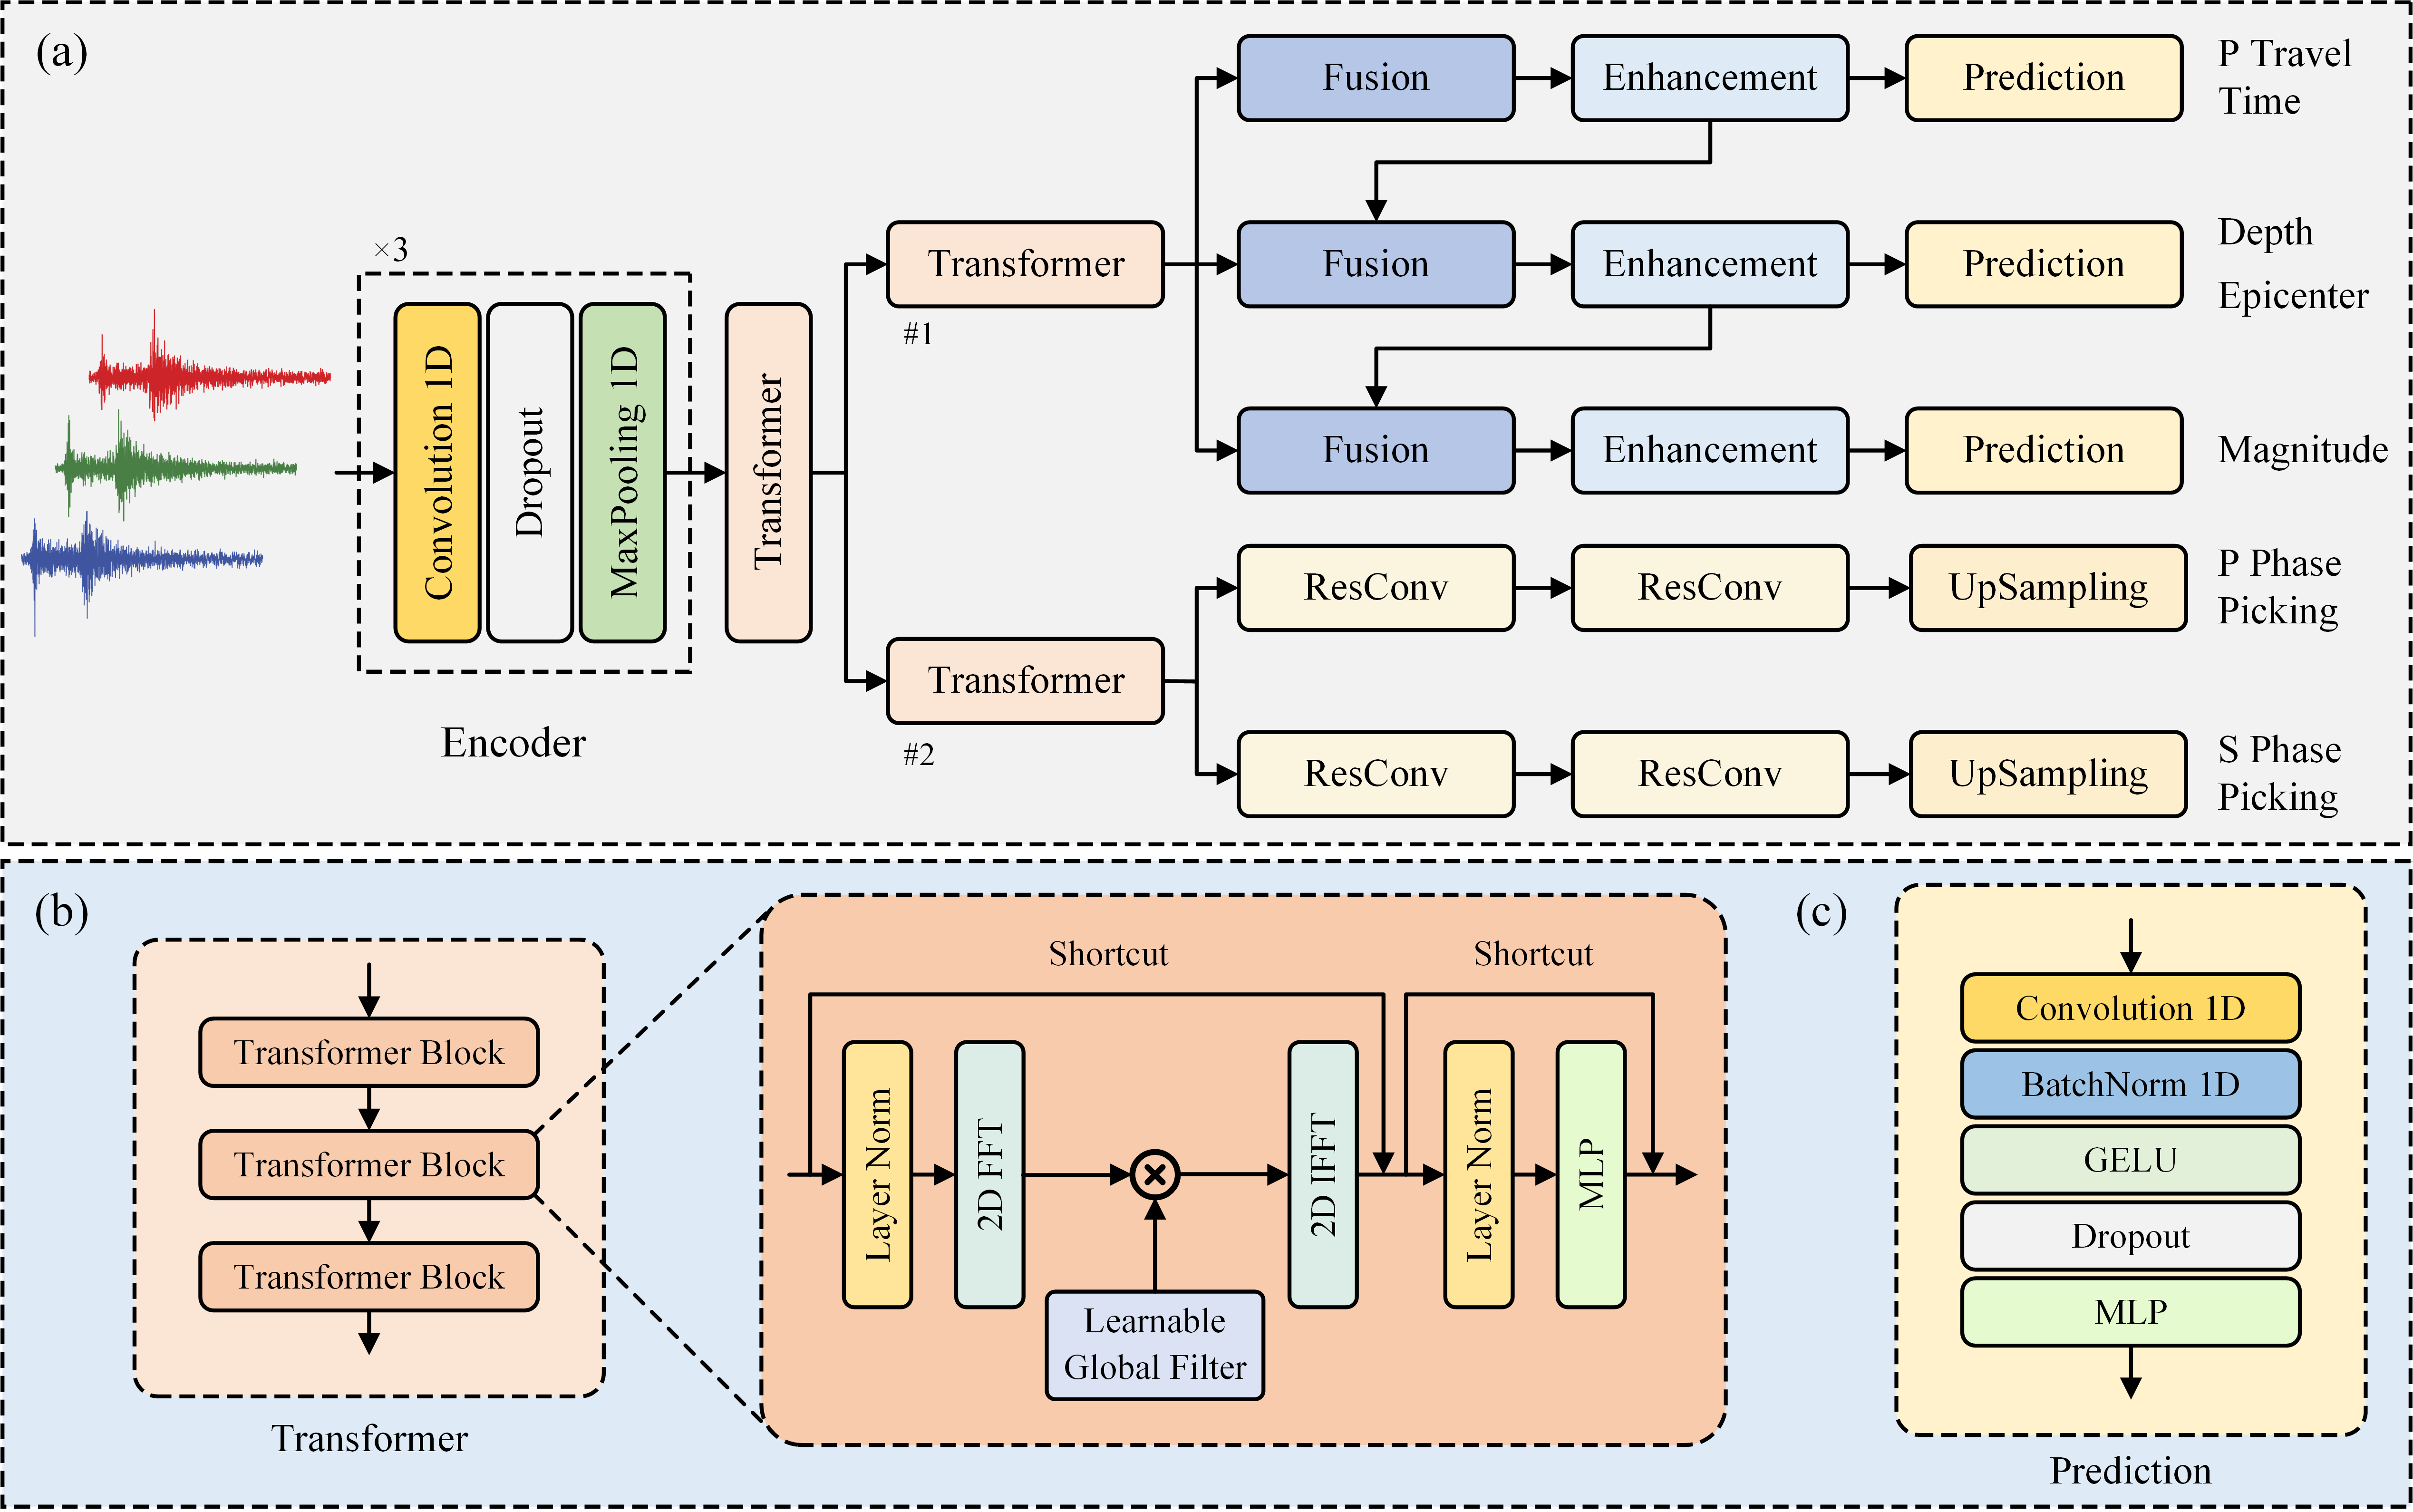 (a)
Fusion
Enhancement
Prediction
P Travel
Time
×3
Transformer
#1
Fusion
Enhancement
Prediction
Depth
Epicenter
Convolution 1D
Dropout
MaxPooling 1D
Transformer
Fusion
Enhancement
Prediction
Magnitude
ResConv
ResConv
UpSampling
P Phase
Picking
Transformer
#2
Encoder
ResConv
ResConv
UpSampling
S Phase
Picking
(b)
Transformer Block
Transformer Block
Transformer Block
Transformer
Shortcut
Shortcut
Layer Norm
2D FFT
Learnable
Global Filter
2D IFFT
Layer Norm
MLP
(c)
Convolution 1D
BatchNorm 1D
GELU
Dropout
MLP
Prediction